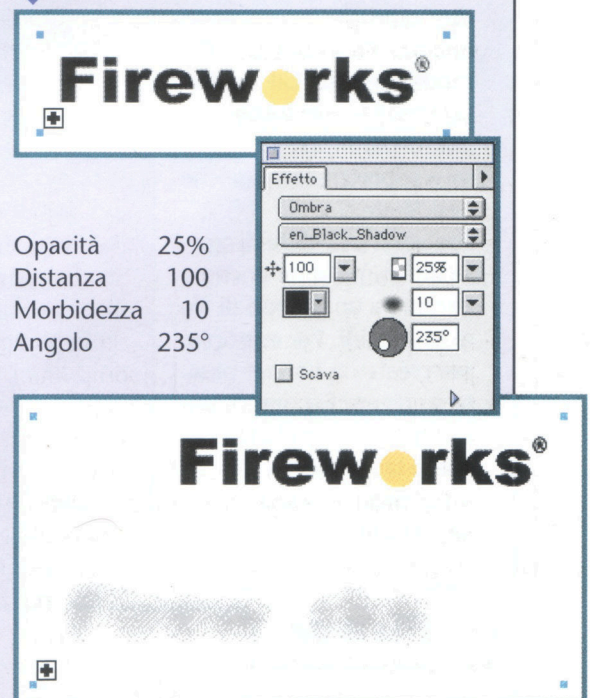 Fireworks®
Effetto
Ombra
en_Black_Shadow
100 25%
10
235°
Scava
Opacità 25%
Distanza 100
Morbidezza 10
Angolo 235°
Fireworks®